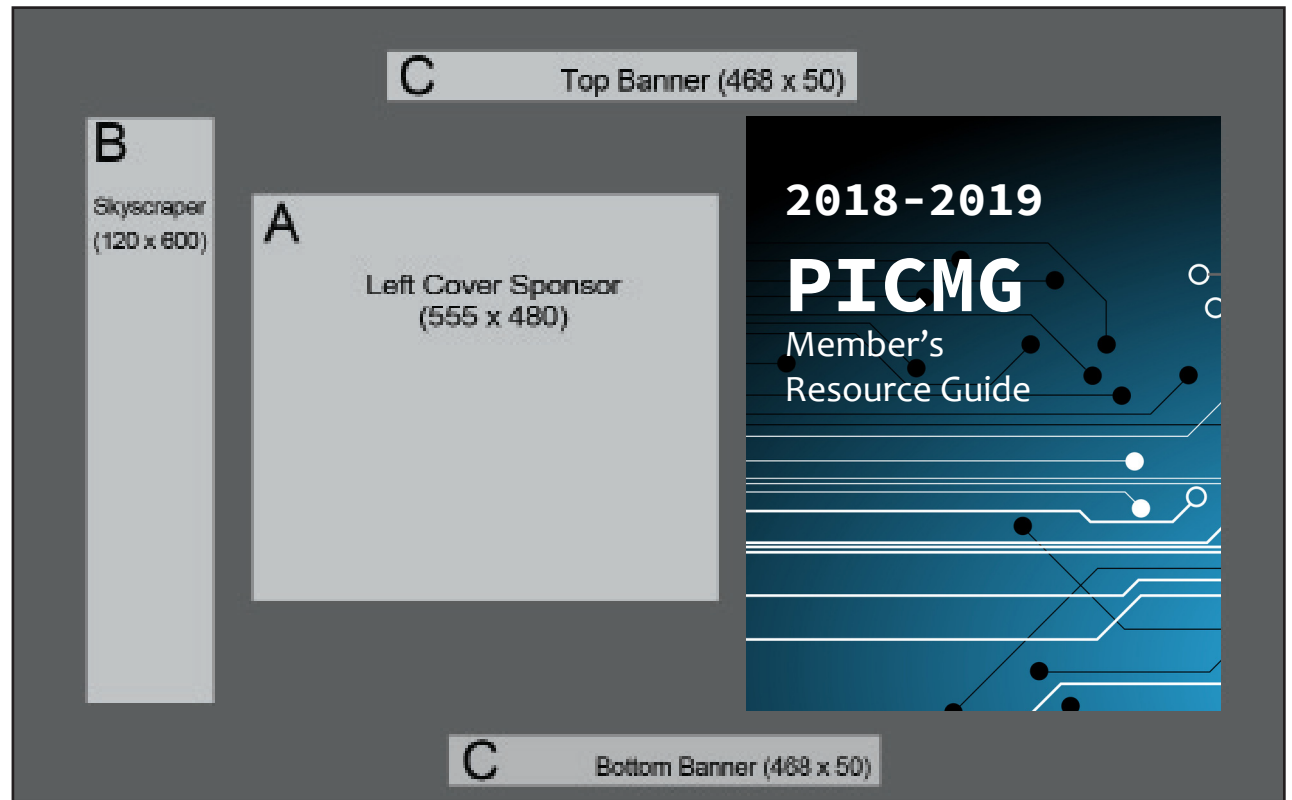 C Top Banner (468 x 50)
B
Skyscraper
(120 x 600)
A
Left Cover Sponsor
(555 x 480)
2018-2019
PICMG
Member’s
Resource Guide
C Bottom Banner (468 x 50)